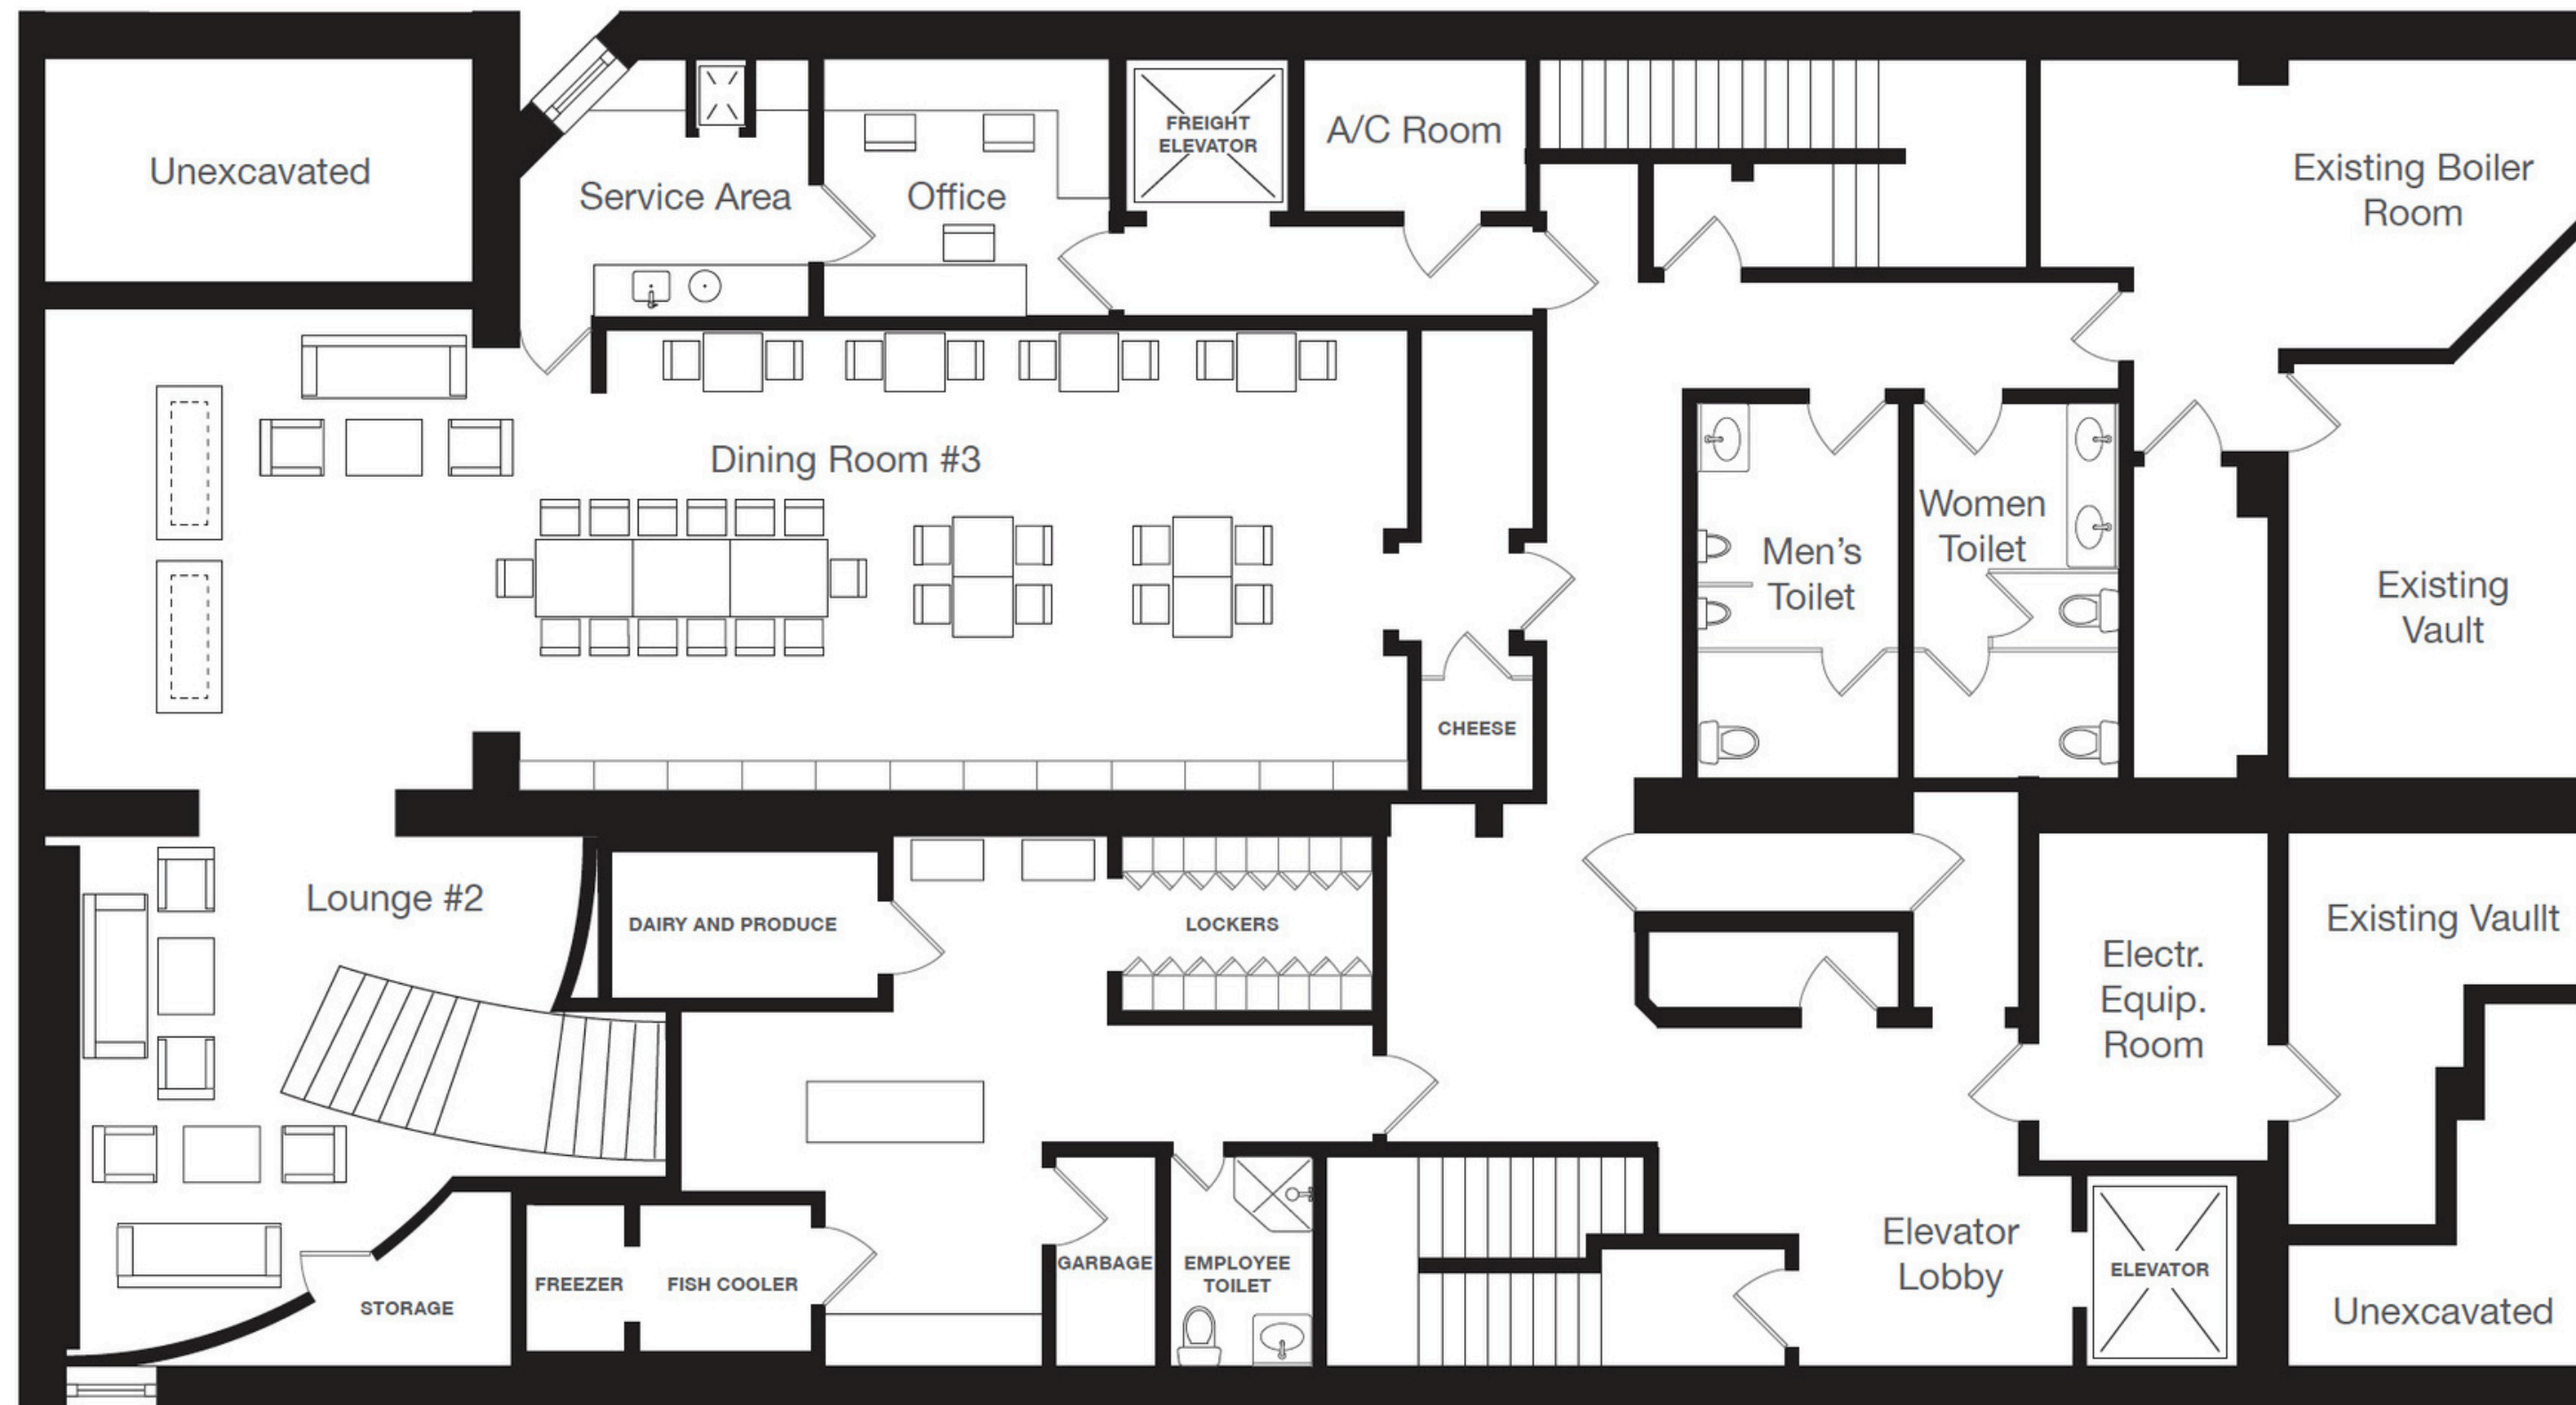 Unexcavated
Service Area
Office
FREIGHT
ELEVATOR
A/C Room
Existing Boiler
Room
Dining Room #3
Men's
Toilet
Women
Toilet
Existing
Vault
CHEESE
Lounge #2
DAIRY AND PRODUCE
LOCKERS
Electr.
Equip.
Room
Existing Vaullt
STORAGE
FREEZER
FISH COOLER
GARBAGE
EMPLOYEE
TOILET
Elevator
Lobby
ELEVATOR
Unexcavated